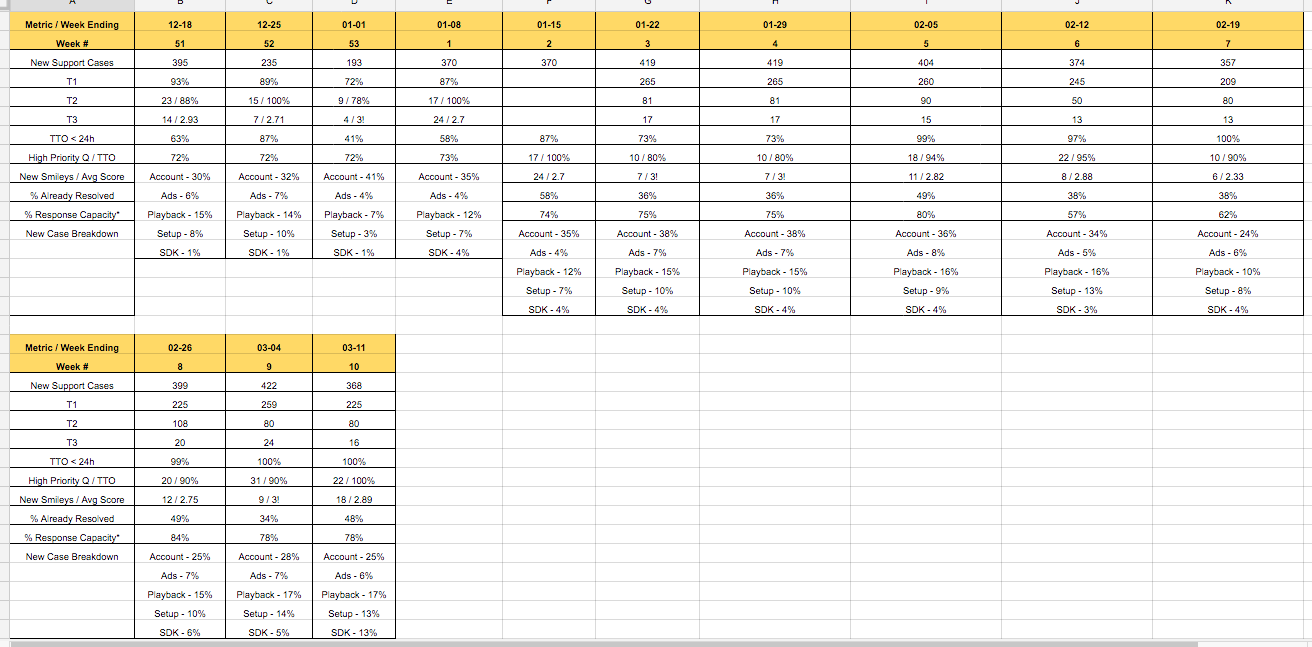 A B C D E F G H I J K
Metric / Week Ending 12-18 12-25 01-01 01-08 01-15 01-22 01-29 02-05 02-12 02-19
Week # 51 52 53 1 2 3 4 5 6 7
New Support Cases 395 235 193 370 370 419 419 404 374 357
T1 93% 89% 72% 87% 265 265 260 245 209
T2 23 / 88% 15 / 100% 9 / 78% 17 / 100% 81 81 90 50 80
T3 14 / 2.93 7 / 2.71 4 / 3! 24 / 2.7 17 17 15 13 13
TTO < 24h 63% 87% 41% 58% 87% 73% 73% 99% 97% 100%
High Priority Q / TTO 72% 72% 72% 73% 17 / 100% 10 / 80% 10 / 80% 18 / 94% 22 / 95% 10 / 90%
New Smileys / Avg Score Account - 30% Account - 32% Account - 41% Account - 35% 24 / 2.7 7 / 3! 7 / 3! 11 / 2.82 8 / 2.88 6 / 2.33
% Already Resolved Ads - 6% Ads - 7% Ads - 4% Ads - 4% 58% 36% 36% 49% 38% 38%
% Response Capacity* Playback - 15% Playback - 14% Playback - 7% Playback - 12% 74% 75% 75% 80% 57% 62%
New Case Breakdown Setup - 8% Setup - 10% Setup - 3% Setup - 7% Account - 35% Account - 38% Account - 38% Account - 36% Account - 34% Account - 24%
SDK - 1% SDK - 1% SDK - 1% SDK - 4% Ads - 4% Ads - 7% Ads - 7% Ads - 8% Ads - 5% Ads - 6%
Playback - 12% Playback - 15% Playback - 15% Playback - 16% Playback - 16% Playback - 10%
Setup - 7% Setup - 10% Setup - 10% Setup - 9% Setup - 13% Setup - 8%
SDK - 4% SDK - 4% SDK - 4% SDK - 4% SDK - 3% SDK - 4%
Metric / Week Ending 02-26 03-04 03-11
Week # 8 9 10
New Support Cases 399 422 368
T1 225 259 225
T2 108 80 80
T3 20 24 16
TTO < 24h 99% 100% 100%
High Priority Q / TTO 20 / 90% 31 / 90% 22 / 100%
New Smileys / Avg Score 12 / 2.75 9 / 3! 18 / 2.89
% Already Resolved 49% 34% 48%
% Response Capacity* 84% 78% 78%
New Case Breakdown Account - 25% Account - 28% Account - 25%
Ads - 7% Ads - 7% Ads - 6%
Playback - 15% Playback - 17% Playback - 17%
Setup - 10% Setup - 14% Setup - 13%
SDK - 6% SDK - 5% SDK - 13%